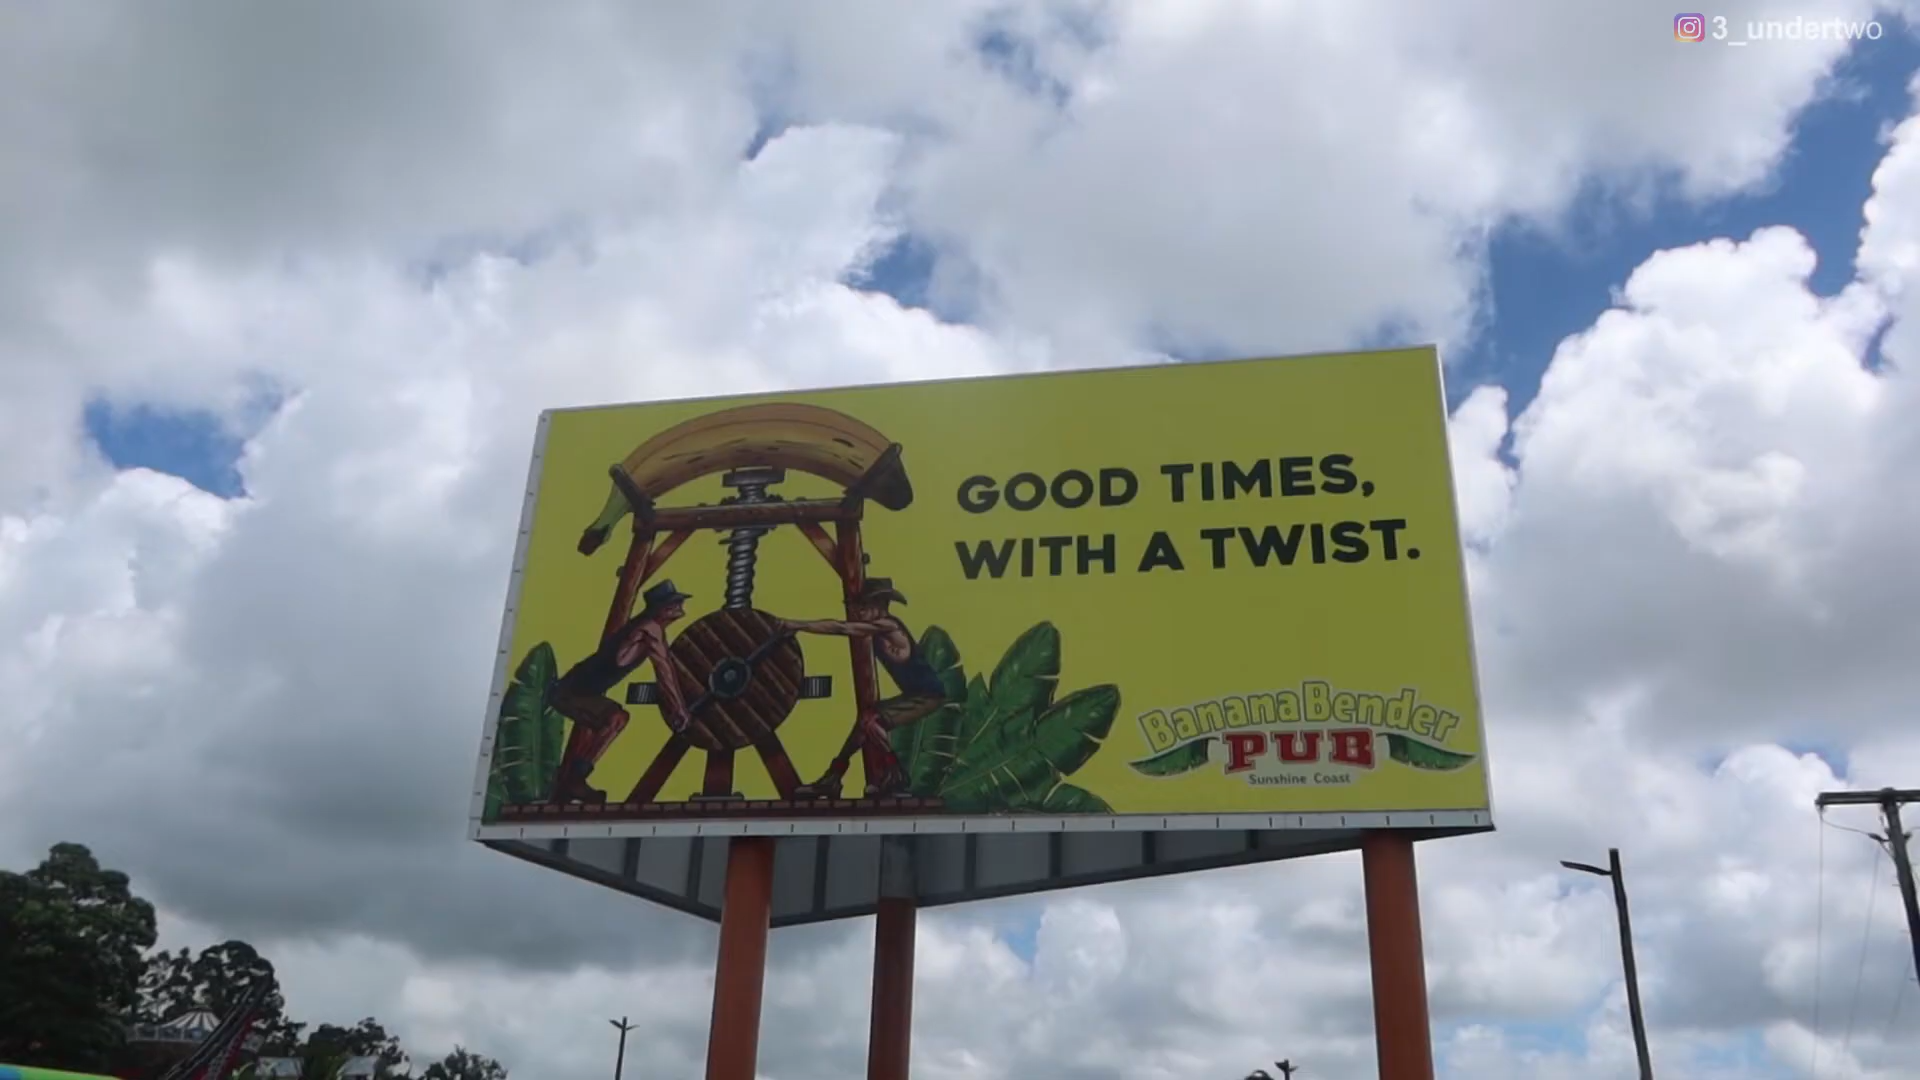 3_undertwo
GOOD TIMES,
WITH A TWIST.
BananaBender
PUB
Sunshine Coast